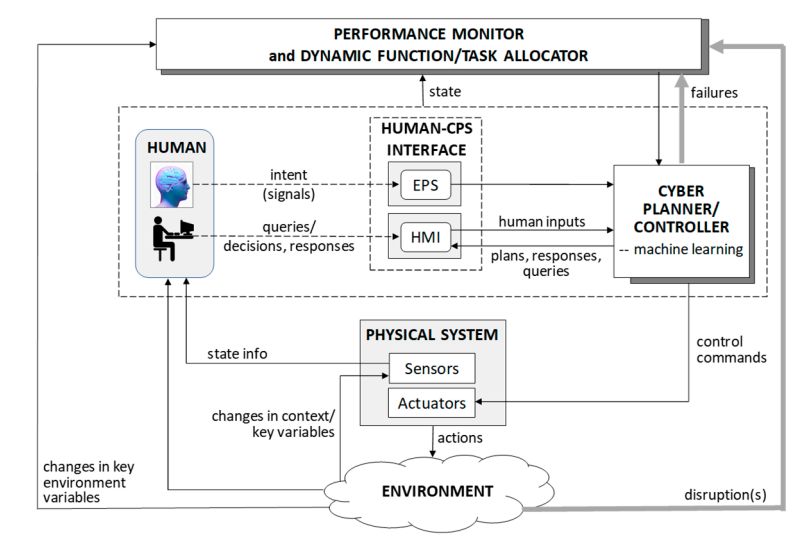 PERFORMANCE MONITOR
and DYNAMIC FUNCTION/TASK ALLOCATOR
state
failures
HUMAN
HUMAN-CPS
INTERFACE
intent
(signals)
EPS
queries/
decisions, responses
HMI
human inputs
plans, responses,
queries
CYBER
PLANNER/
CONTROLLER
-- machine learning
PHYSICAL SYSTEM
state info
Sensors
control
commands
Actuators
changes in context/
key variables
actions
changes in key
environment
variables
ENVIRONMENT
disruption(s)